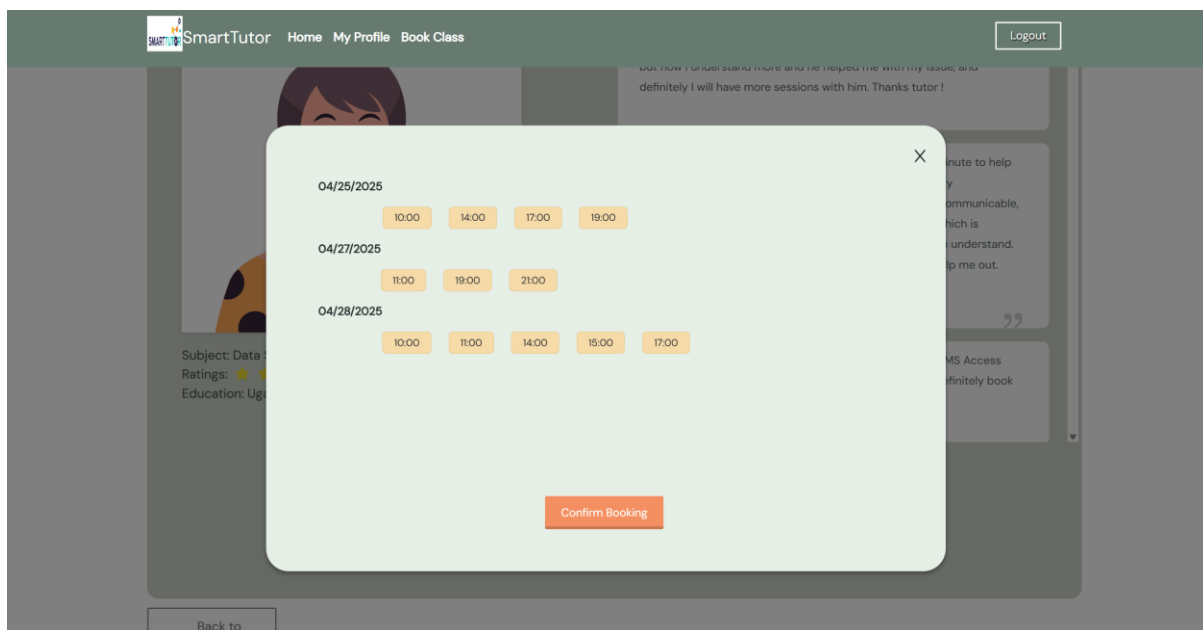 SMARTTUTOR SmartTutor Home My Profile Book Class Logout
but now I understand more and he helped me with my issue, and
definitely I will have more sessions with him. Thanks tutor !
X
inute to help
y
ommunicable,
hich is
understand.
lp me out.
04/25/2025
10:00 14:00 17:00 19:00
04/27/2025
11:00 19:00 21:00
04/28/2025
10:00 11:00 14:00 15:00 17:00
Subject: Data
Ratings:
Education: Uga
MS Access
efinitely book
Confirm Booking
Back to